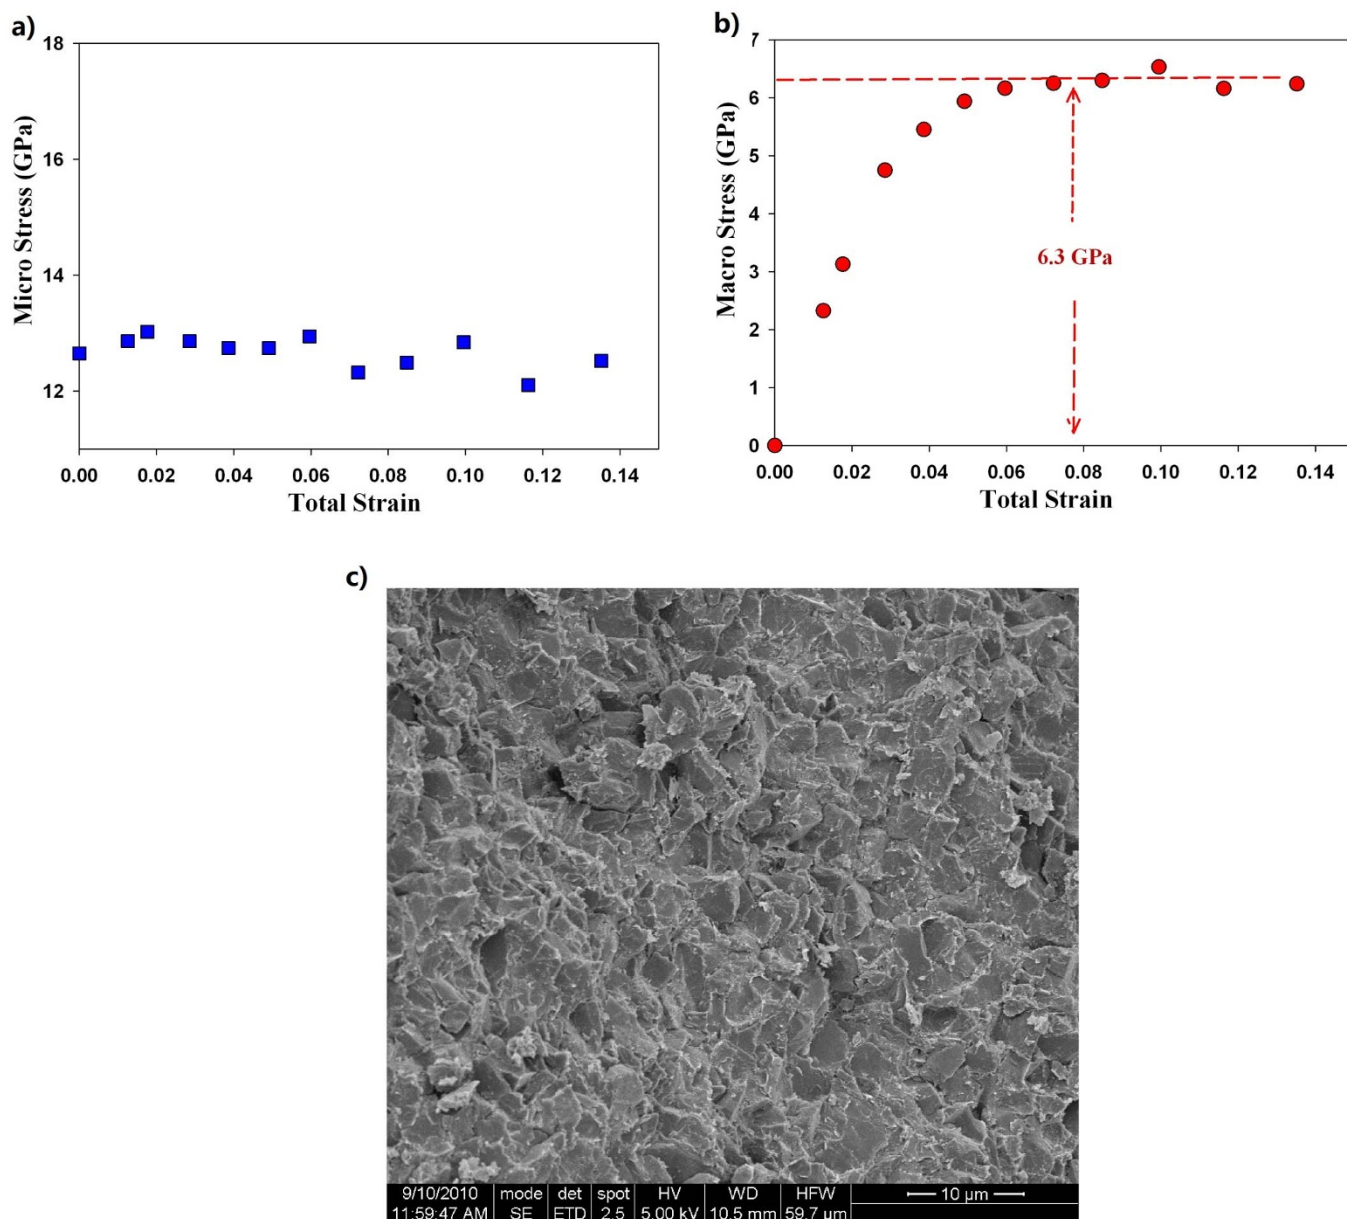 a)
18
16
14
12
Micro Stress (GPa)
0.00 0.02 0.04 0.06 0.08 0.10 0.12 0.14
Total Strain
b)
7
6
5
4
3
2
1
0
Macro Stress (GPa)
6.3 GPa
0.00 0.02 0.04 0.06 0.08 0.10 0.12 0.14
Total Strain
c)
9/10/2010 mode det spot HV WD HFW 10 µm
11:59:47 AM SE ETD 2.5 5.00 kV 10.5 mm 59.7 µm